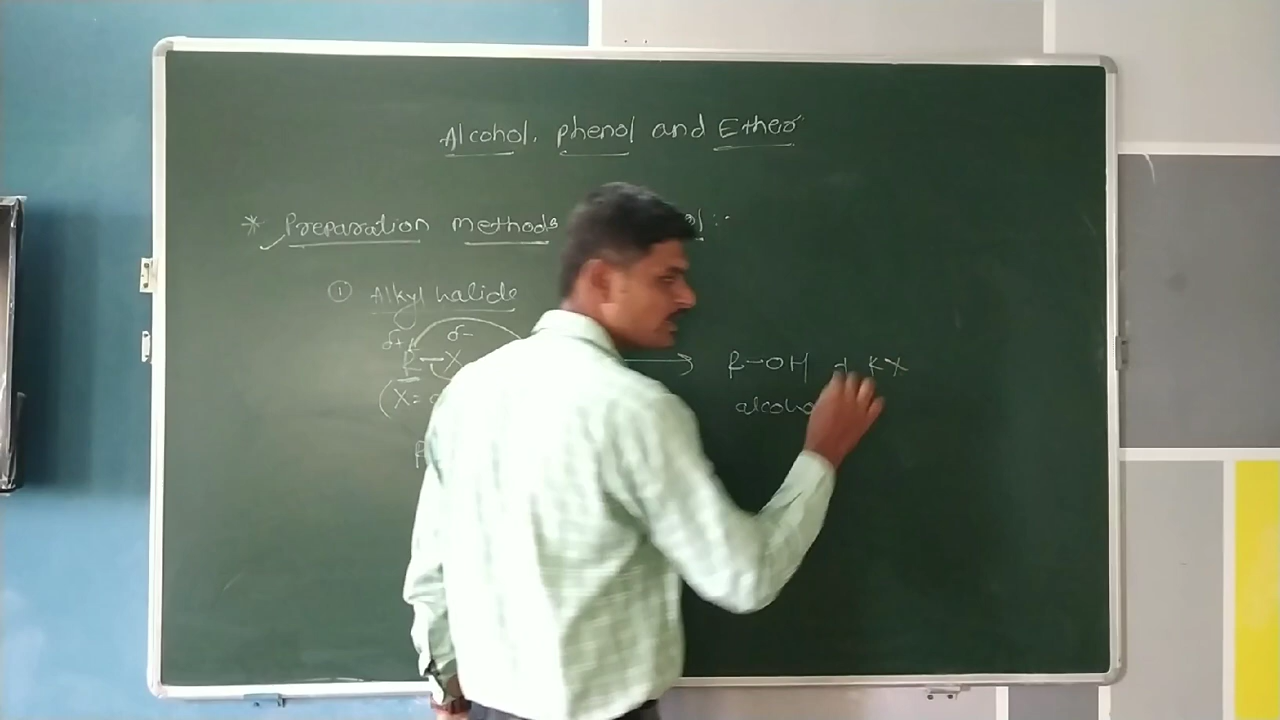 Alcohol, phenol and Ether
* Preparation methods
① Alkyl halide
δ+ δ-
R-X → R-OH + KX
(X= alcoho